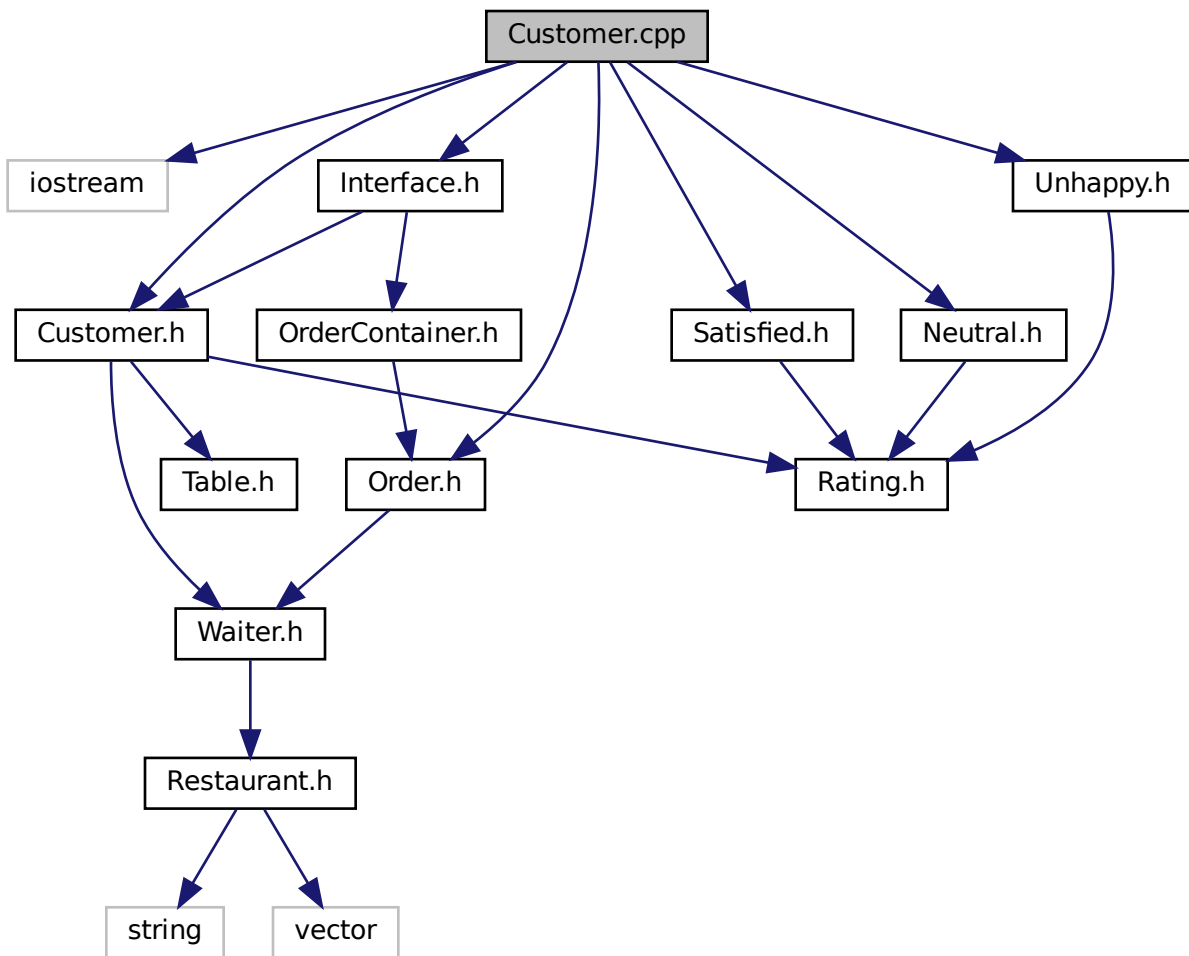 Customer.cpp
iostream
Interface.h
Unhappy.h
Customer.h
OrderContainer.h
Satisfied.h
Neutral.h
Table.h
Order.h
Rating.h
Waiter.h
Restaurant.h
string
vector